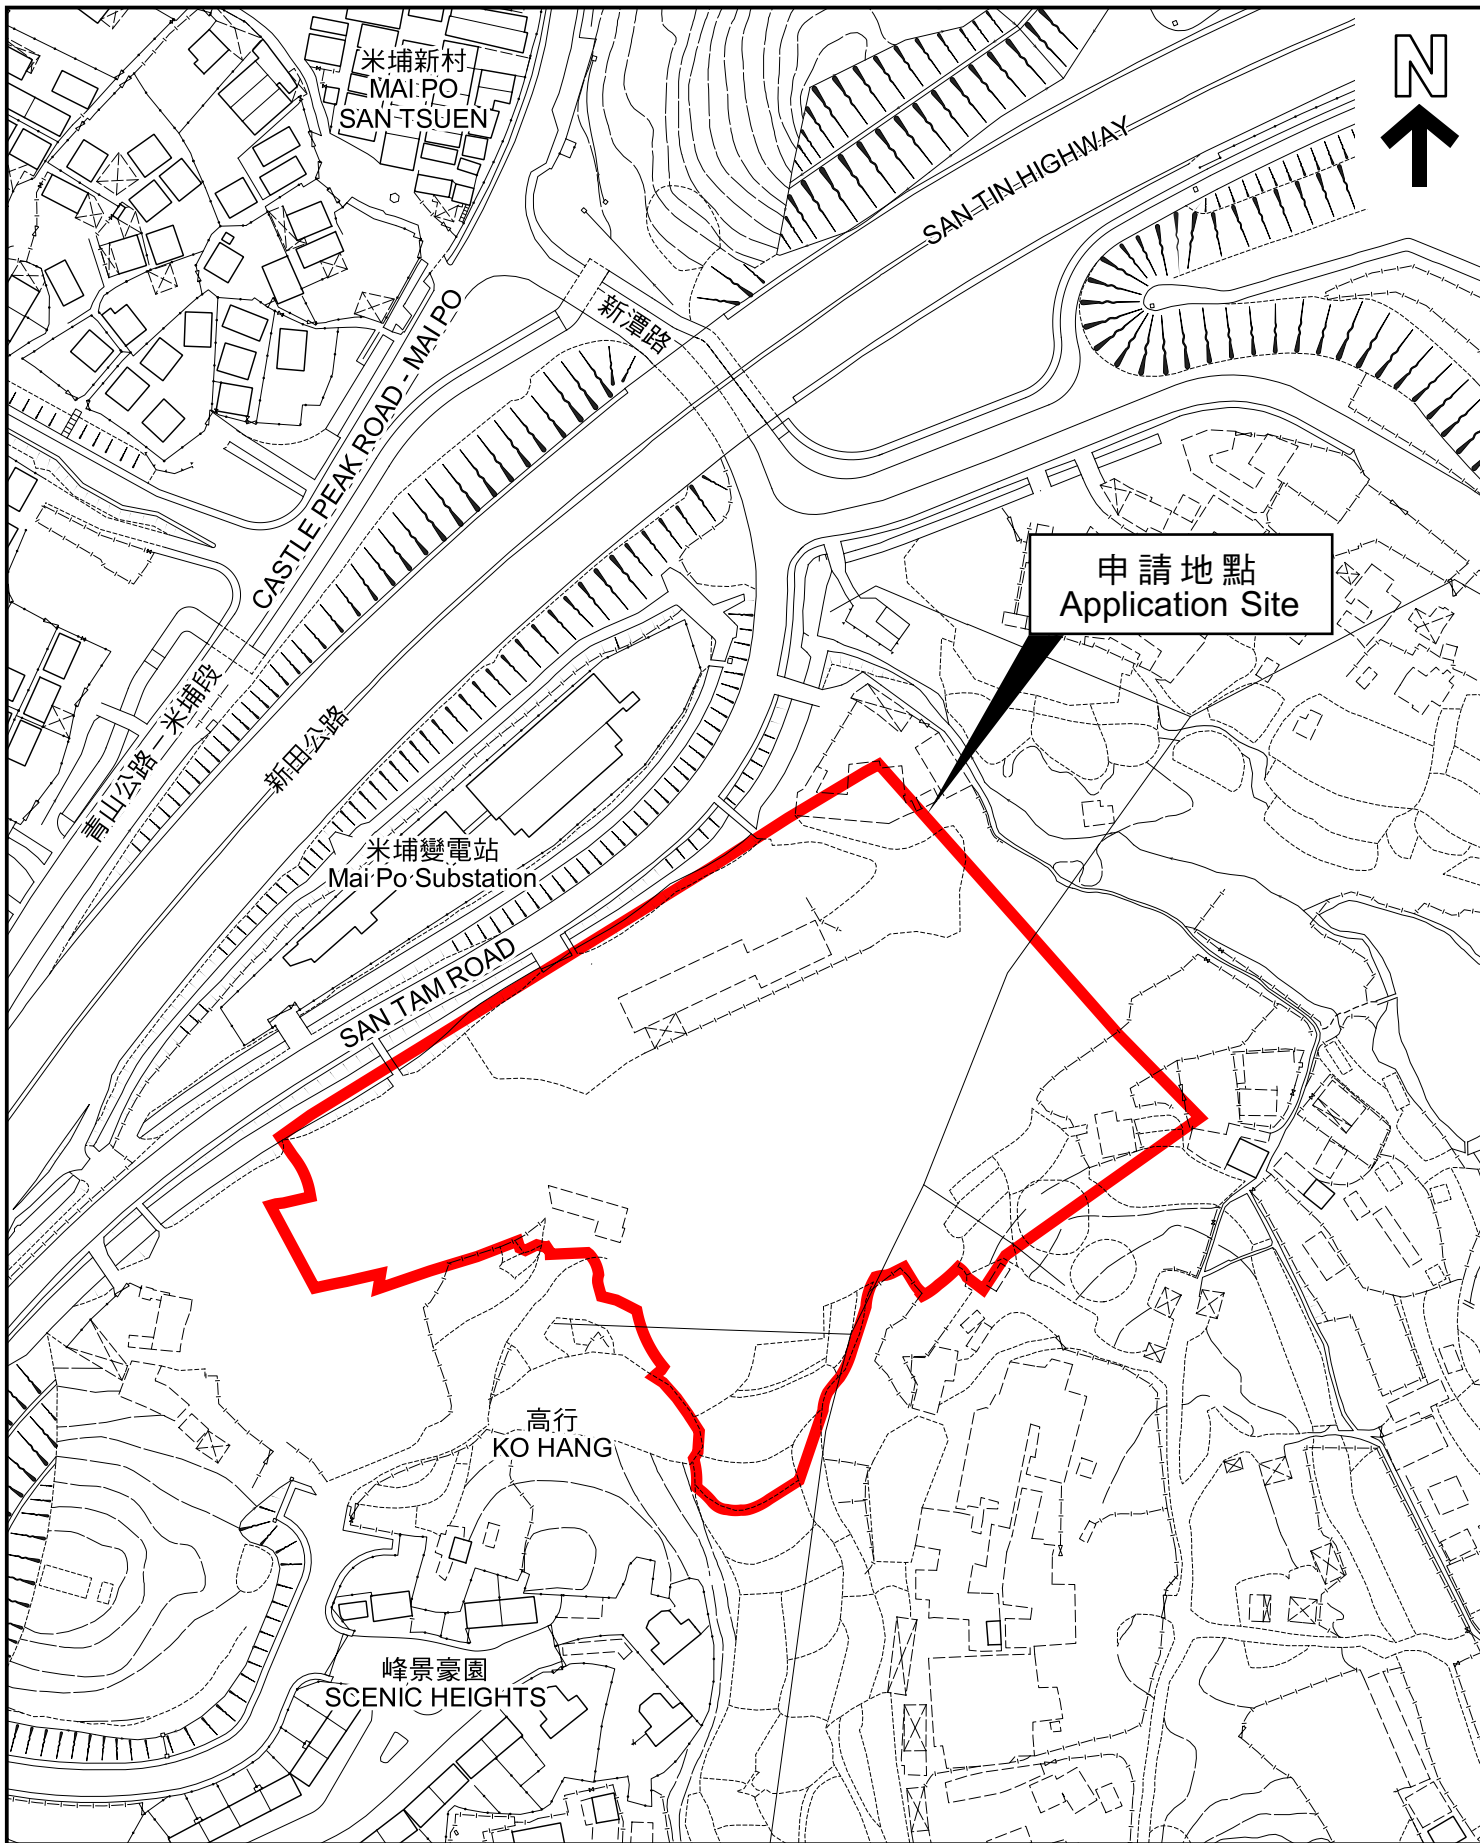 米埔新村
MAI PO
SAN TSUEN
N
SAN TIN HIGHWAY
新潭路
CASTLE PEAK ROAD - MAI PO
申請地點
Application Site
青山公路－米埔段
新田公路
米埔變電站
Mai Po Substation
SAN TAM ROAD
高行
KO HANG
峰景豪園
SCENIC HEIGHTS